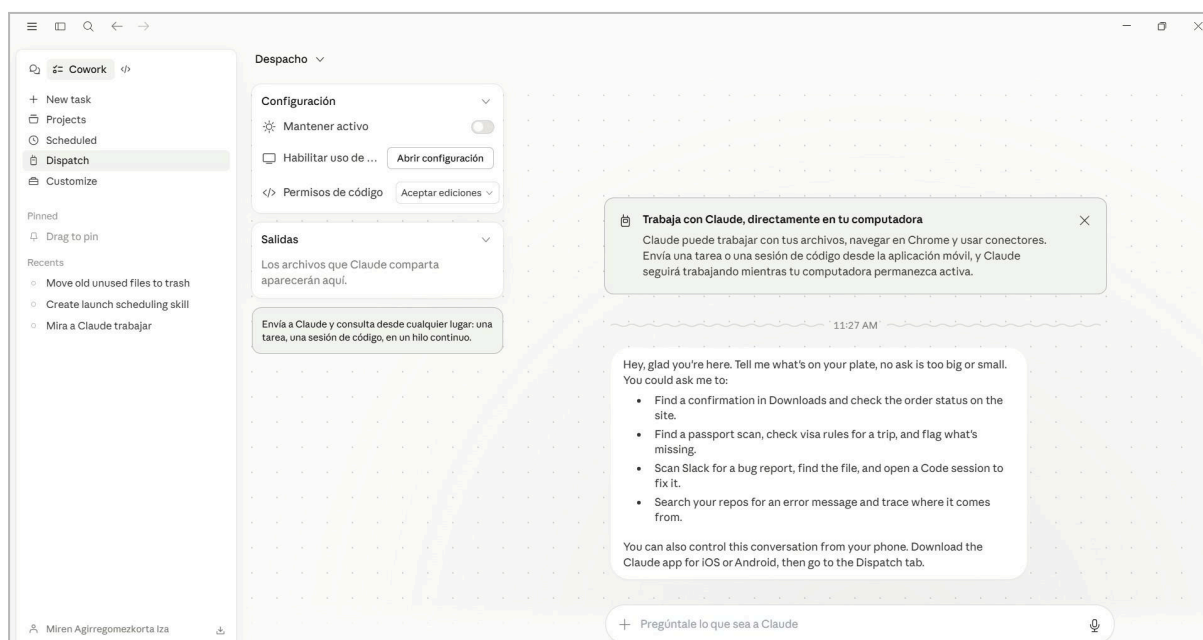 Cowork
New task
Projects
Scheduled
Dispatch
Customize
Pinned
Drag to pin
Recents
Move old unused files to trash
Create launch scheduling skill
Mira a Claude trabajar
Miren Agirregomezkorta Iza
Despacho
Configuración
Mantener activo
Habilitar uso de ... Abrir configuración
Permisos de código Aceptar ediciones
Salidas
Los archivos que Claude comparta
aparecerán aquí.
Envía a Claude y consulta desde cualquier lugar: una
tarea, una sesión de código, en un hilo continuo.
Trabaja con Claude, directamente en tu computadora
Claude puede trabajar con tus archivos, navegar en Chrome y usar conectores.
Envía una tarea o una sesión de código desde la aplicación móvil, y Claude
seguirá trabajando mientras tu computadora permanezca activa.
11:27 AM
Hey, glad you're here. Tell me what's on your plate, no ask is too big or small.
You could ask me to:
• Find a confirmation in Downloads and check the order status on the
site.
• Find a passport scan, check visa rules for a trip, and flag what's
missing.
• Scan Slack for a bug report, find the file, and open a Code session to
fix it.
• Search your repos for an error message and trace where it comes
from.
You can also control this conversation from your phone. Download the
Claude app for iOS or Android, then go to the Dispatch tab.
Pregúntale lo que sea a Claude